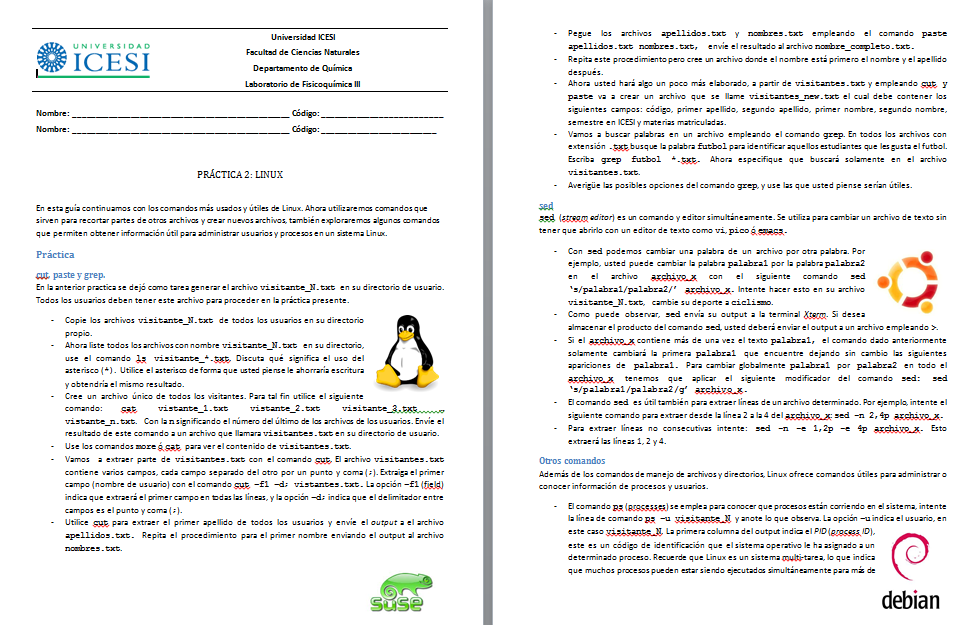 UNIVERSIDAD
ICESI
Universidad ICESI
Facultad de Ciencias Naturales
Departamento de Química
Laboratorio de Fisicoquímica III
Nombre: ______________________ Código: ______________
Nombre: ______________________ Código: ______________
PRÁCTICA 2: LINUX
En esta guía continuamos con los comandos más usados y útiles de Linux. Ahora utilizaremos comandos que
sirven para recortar partes de otros archivos y crear nuevos archivos, también exploraremos algunos comandos
que permiten obtener información útil para administrar usuarios y procesos en un sistema Linux.
Práctica
cut, paste y grep.
En la anterior practica se dejó como tarea generar el archivo visitante_N.txt en su directorio de usuario.
Todos los usuarios deben tener este archivo para proceder en la práctica presente.
- Copie los archivos visitante_N.txt de todos los usuarios en su directorio
propio.
- Ahora liste todos los archivos con nombre visitante_N.txt en su directorio,
use el comando ls visitante_*.txt. Discuta qué significa el uso del
asterisco (*). Utilice el asterisco de forma que usted piense le ahorraría escritura
y obtendría el mismo resultado.
- Cree un archivo único de todos los visitantes. Para tal fin utilice el siguiente
comando: cat vistante_1.txt vistante_2.txt visitante_3.txt …
vistante_n.txt. Con la n significando el número del último de los archivos de los usuarios. Envíe el
resultado de este comando a un archivo que llamara visitantes.txt en su directorio de usuario.
- Use los comandos more ó cat para ver el contenido de visitantes.txt.
- Vamos a extraer parte de visitantes.txt con el comando cut. El archivo visitantes.txt
contiene varios campos, cada campo separado del otro por un punto y coma (;). Extraiga el primer
campo (nombre de usuario) con el comando cut –f1 –d; vistantes.txt. La opción –f1 (field)
indica que extraerá el primer campo en todas las líneas, y la opción –d; indica que el delimitador entre
campos es el punto y coma (;).
- Utilice cut para extraer el primer apellido de todos los usuarios y envíe el output a el archivo
apellidos.txt. Repita el procedimiento para el primer nombre enviando el output al archivo
nombres.txt.
suse
- Pegue los archivos apellidos.txt y nombres.txt empleando el comando paste
apellidos.txt nombres.txt, envíe el resultado al archivo nombre_completo.txt.
- Repita este procedimiento pero cree un archivo donde el nombre está primero el nombre y el apellido
después.
- Ahora usted hará algo un poco más elaborado, a partir de visitantes.txt y empleando cut y
paste va a crear un archivo que se llame visitantes_new.txt el cual debe contener los
siguientes campos: código, primer apellido, segundo apellido, primer nombre, segundo nombre,
semestre en ICESI y materias matriculadas.
- Vamos a buscar palabras en un archivo empleando el comando grep. En todos los archivos con
extensión .txt busque la palabra futbol para identificar aquellos estudiantes que les gusta el futbol.
Escriba grep futbol *.txt. Ahora especifique que buscará solamente en el archivo
visitantes.txt.
- Averigüe las posibles opciones del comando grep, y use las que usted piense serían útiles.
sed
sed (stream editor) es un comando y editor simultáneamente. Se utiliza para cambiar un archivo de texto sin
tener que abrirlo con un editor de texto como vi, pico ó emacs.
- Con sed podemos cambiar una palabra de un archivo por otra palabra. Por
ejemplo, usted puede cambiar la palabra palabra1 por la palabra palabra2
en el archivo archivo_x con el siguiente comando sed
‘s/palabra1/palabra2/’ archivo_x. Intente hacer esto en su archivo
visitante_N.txt, cambie su deporte a ciclismo.
- Como puede observar, sed envía su output a la terminal Xterm. Si desea
almacenar el producto del comando sed, usted deberá enviar el output a un archivo empleando >.
- Si el archivo_x contiene más de una vez el texto palabra1, el comando dado anteriormente
solamente cambiará la primera palabra1 que encuentre dejando sin cambio las siguientes
apariciones de palabra1. Para cambiar globalmente palabra1 por palabra2 en todo el
archivo_x tenemos que aplicar el siguiente modificador del comando sed: sed
‘s/palabra1/palabra2/g’ archivo_x.
- El comando sed es útil también para extraer líneas de un archivo determinado. Por ejemplo, intente el
siguiente comando para extraer desde la línea 2 a la 4 del archivo_x: sed –n 2,4p archivo_x.
- Para extraer líneas no consecutivas intente: sed –n –e 1,2p –e 4p archivo_x. Esto
extraerá las líneas 1, 2 y 4.
Otros comandos
Además de los comandos de manejo de archivos y directorios, Linux ofrece comandos útiles para administrar o
conocer información de procesos y usuarios.
- El comando ps (processes) se emplea para conocer que procesos están corriendo en el sistema, intente
la línea de comando ps –u visitante_N y anote lo que observa. La opción –u indica el usuario, en
este caso visitante_N. La primera columna del output indica el PID (process ID),
este es un código de identificación que el sistema operativo le ha asignado a un
determinado proceso. Recuerde que Linux es un sistema multi-tarea, lo que indica
que muchos procesos pueden estar siendo ejecutados simultáneamente para más de
debian